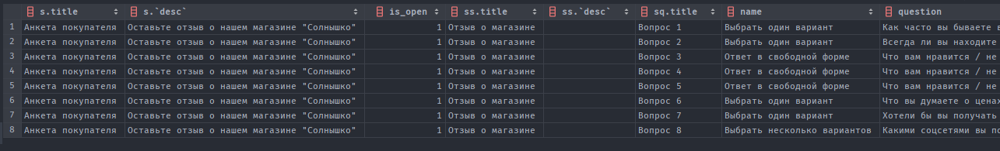 s.title s.`desc` is_open ss.title ss.`desc` sq.title name question
1 Анкета покупателя Оставьте отзыв о нашем магазине "Солнышко" 1 Отзыв о магазине Вопрос 1 Выбрать один вариант Как часто вы бываете в
2 Анкета покупателя Оставьте отзыв о нашем магазине "Солнышко" 1 Отзыв о магазине Вопрос 2 Выбрать один вариант Всегда ли вы находите
3 Анкета покупателя Оставьте отзыв о нашем магазине "Солнышко" 1 Отзыв о магазине Вопрос 3 Ответ в свободной форме Что вам нравится / не
4 Анкета покупателя Оставьте отзыв о нашем магазине "Солнышко" 1 Отзыв о магазине Вопрос 4 Ответ в свободной форме Что вам нравится / не
5 Анкета покупателя Оставьте отзыв о нашем магазине "Солнышко" 1 Отзыв о магазине Вопрос 5 Ответ в свободной форме Что вам нравится / не
6 Анкета покупателя Оставьте отзыв о нашем магазине "Солнышко" 1 Отзыв о магазине Вопрос 6 Выбрать один вариант Что вы думаете о ценах
7 Анкета покупателя Оставьте отзыв о нашем магазине "Солнышко" 1 Отзыв о магазине Вопрос 7 Выбрать один вариант Хотели бы вы получать
8 Анкета покупателя Оставьте отзыв о нашем магазине "Солнышко" 1 Отзыв о магазине Вопрос 8 Выбрать несколько вариантов Какими соцсетями вы по